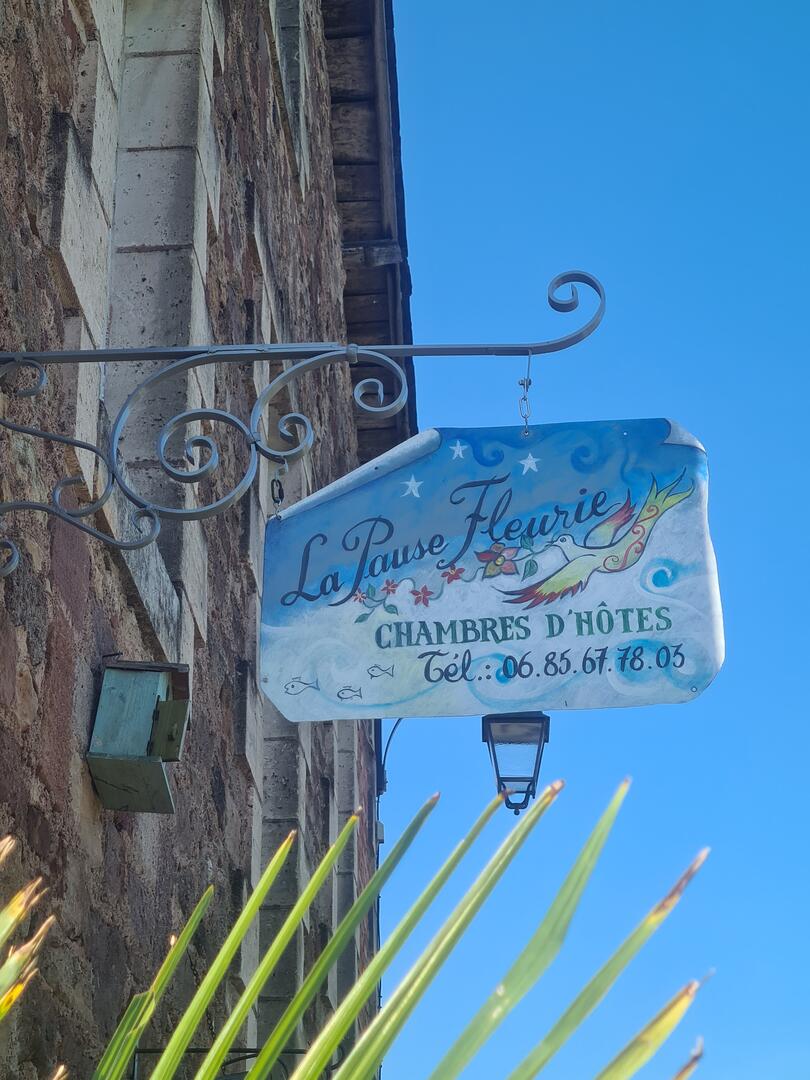 La Pause Fleurie
CHAMBRES D'HÔTES
Tél.: 06.85.67.78.03